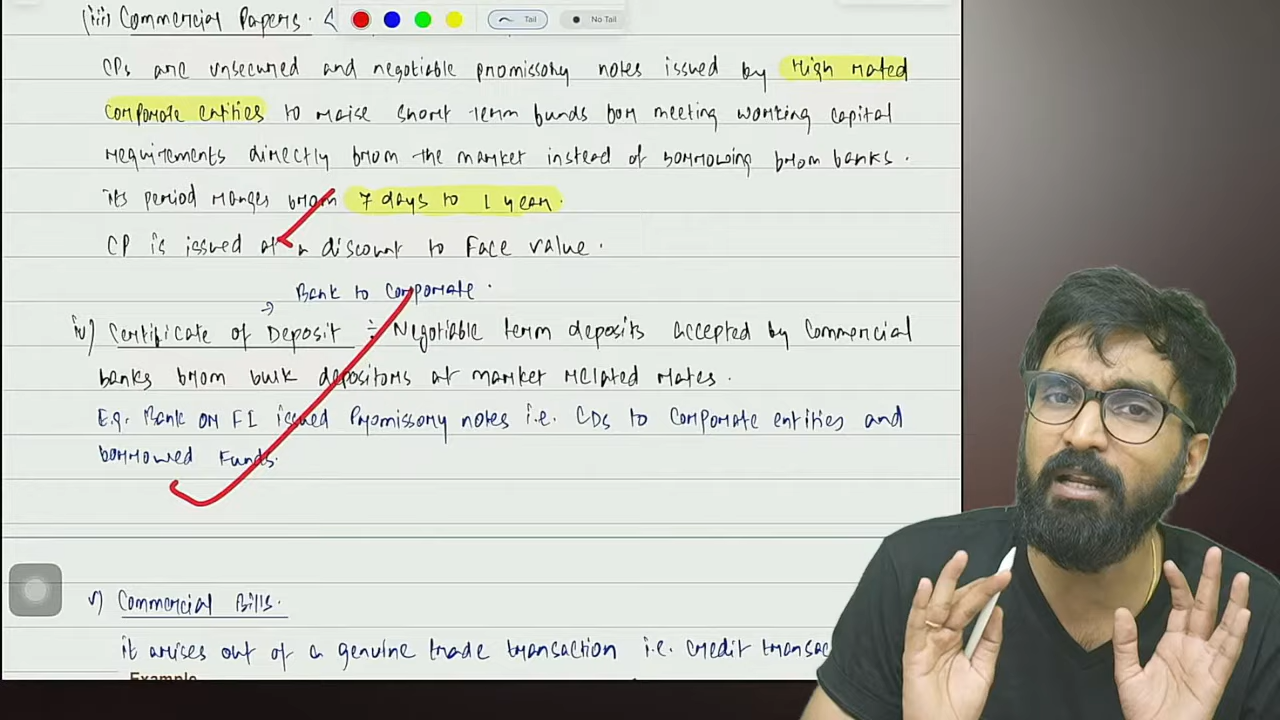 (iii) Commercial Papers.
Tail
No Tail
CPs are unsecured and negotiable promissory notes issued by High rated
corporate entities to raise short term funds for meeting working capital
requirements directly from the market instead of borrowing from banks.
its period ranges from 7 days to 1 year.
CP is issued at a discount to Face value.
→ Bank to Corporate.
iv) Certificate of Deposit :- Negotiable term deposits accepted by Commercial
banks from bulk depositors at market related rates.
E.g. Bank or FI issued Promissory notes i.e. CDs to corporate entities and
borrowed Funds.
v) Commercial Bills.
it arises out of a genuine trade transaction i.e. credit transac
Example